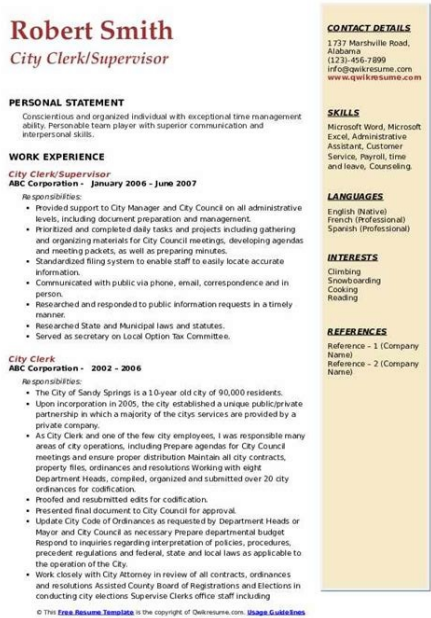 Robert Smith
City Clerk/Supervisor
PERSONAL STATEMENT
Conscientious and organized individual with exceptional time management
ability. Personable team player with superior communication and
interpersonal skills.
WORK EXPERIENCE
City Clerk/Supervisor
ABC Corporation - January 2006 – June 2007
Responsibilities:
• Provided support to City Manager and City Council on all administrative
levels, including document preparation and management.
• Prioritized and completed daily tasks and projects including gathering
and organizing materials for City Council meetings, developing agendas
and meeting packets, as well as preparing minutes.
• Standardized filing system to enable staff to easily locate accurate
information.
• Communicated with public via phone, email, correspondence and in
person.
• Researched and responded to public information requests in a timely
manner.
• Researched State and Municipal laws and statutes.
• Served as secretary on Local Option Tax Committee.
City Clerk
ABC Corporation - 2002 – 2006
Responsibilities:
• The City of Sandy Springs is a 10-year old city of 90,000 residents.
• Upon incorporation in 2005, the city established a unique public/private
partnership in which a majority of the citys services are provided by a
private company.
• As City Clerk and one of the few city employees, I was responsible many
areas of city operations, including Prepare agendas for City Council
meetings and ensure proper distribution Maintain all city contracts,
property files, ordinances and resolutions Working with eight
Department Heads, compiled, organized and submitted over 20 city
ordinances for codification.
• Proofed and resubmitted edits for codification.
• Presented final document to City Council for approval.
• Update City Code of Ordinances as requested by Department Heads or
Mayor and City Council as necessary Prepare departmental budget
Respond to inquiries regarding interpretation of policies, procedures,
precedent regulations and federal, state and local laws as applicable to
the operation of the City.
• Work closely with City Attorney in review of all contracts, ordinances
and resolutions Assisted County Board of Registrations and Elections in
conducting city elections Supervise Clerks office staff including
CONTACT DETAILS
1737 Marshville Road,
Alabama
(123)-456-7899
info@qwikresume.com
www.qwikresume.com
SKILLS
Microsoft Word, Microsoft
Excel, Administrative
Assistant, Customer
Service, Payroll, time
and leave, Counseling.
LANGUAGES
English (Native)
French (Professional)
Spanish (Professional)
INTERESTS
Climbing
Snowboarding
Cooking
Reading
REFERENCES
Reference – 1 (Company
Name)
Reference – 2 (Company
Name)
© This Free Resume Template is the copyright of Qwikresume.com. Usage Guidelines